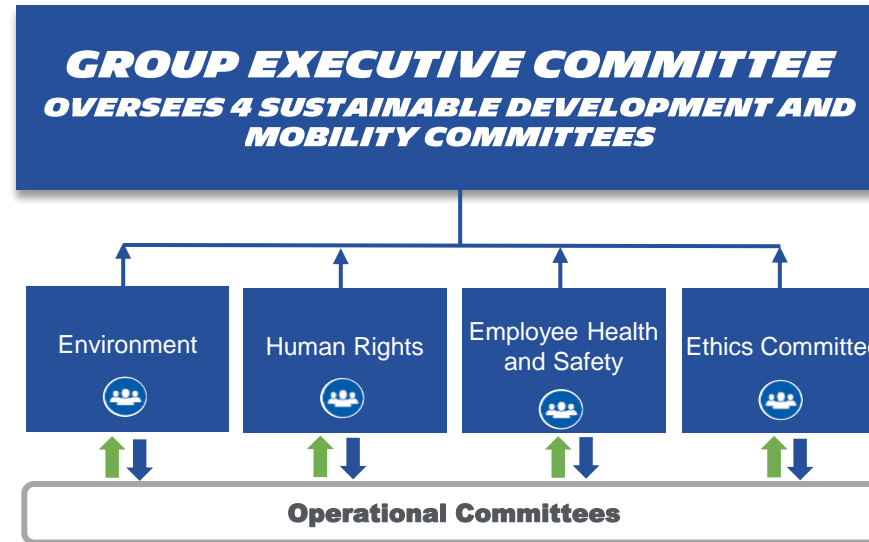 GROUP EXECUTIVE COMMITTEE
OVERSEES 4 SUSTAINABLE DEVELOPMENT AND
MOBILITY COMMITTEES
Environment
Human Rights
Employee Health
and Safety
Ethics Committee
Operational Committees